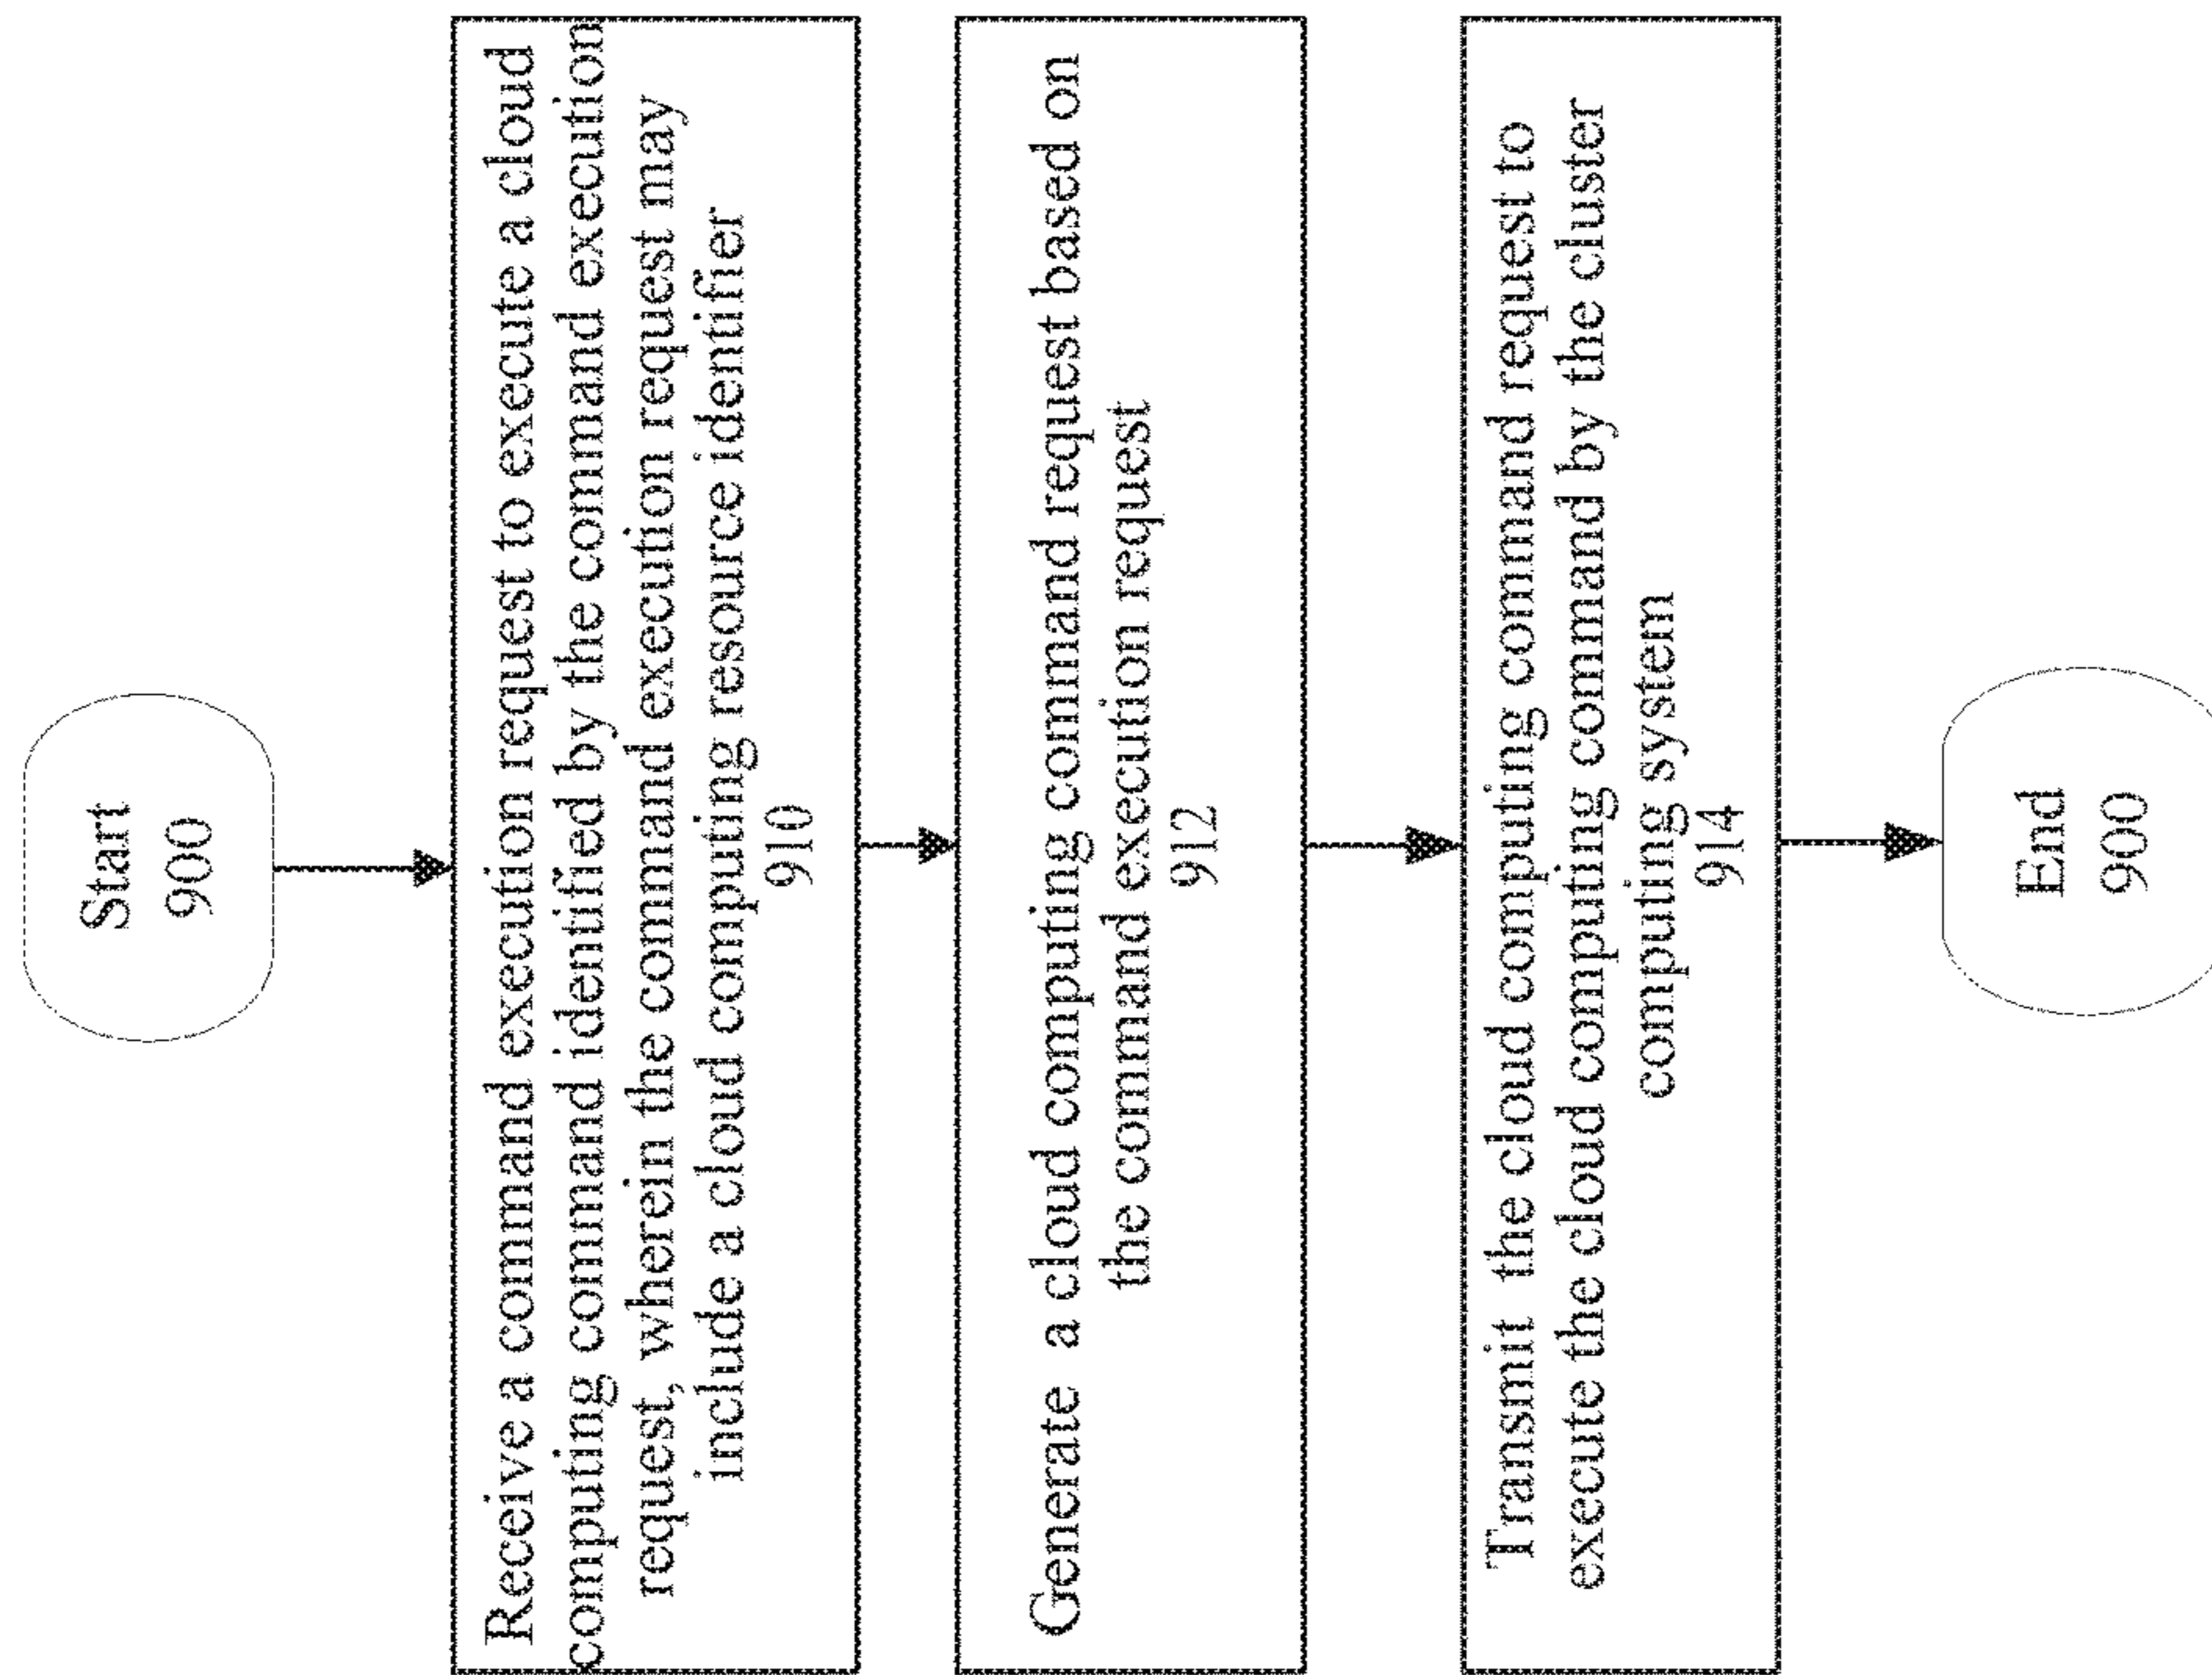 Start
900
Receive a command execution request to execute a cloud
computing command identified by the command execution
request, wherein the command execution request may
include a cloud computing resource identifier
910
Generate a cloud computing command request based on
the command execution request
912
Transmit the cloud computing command request to
execute the cloud computing command by the cluster
computing system
914
End
900